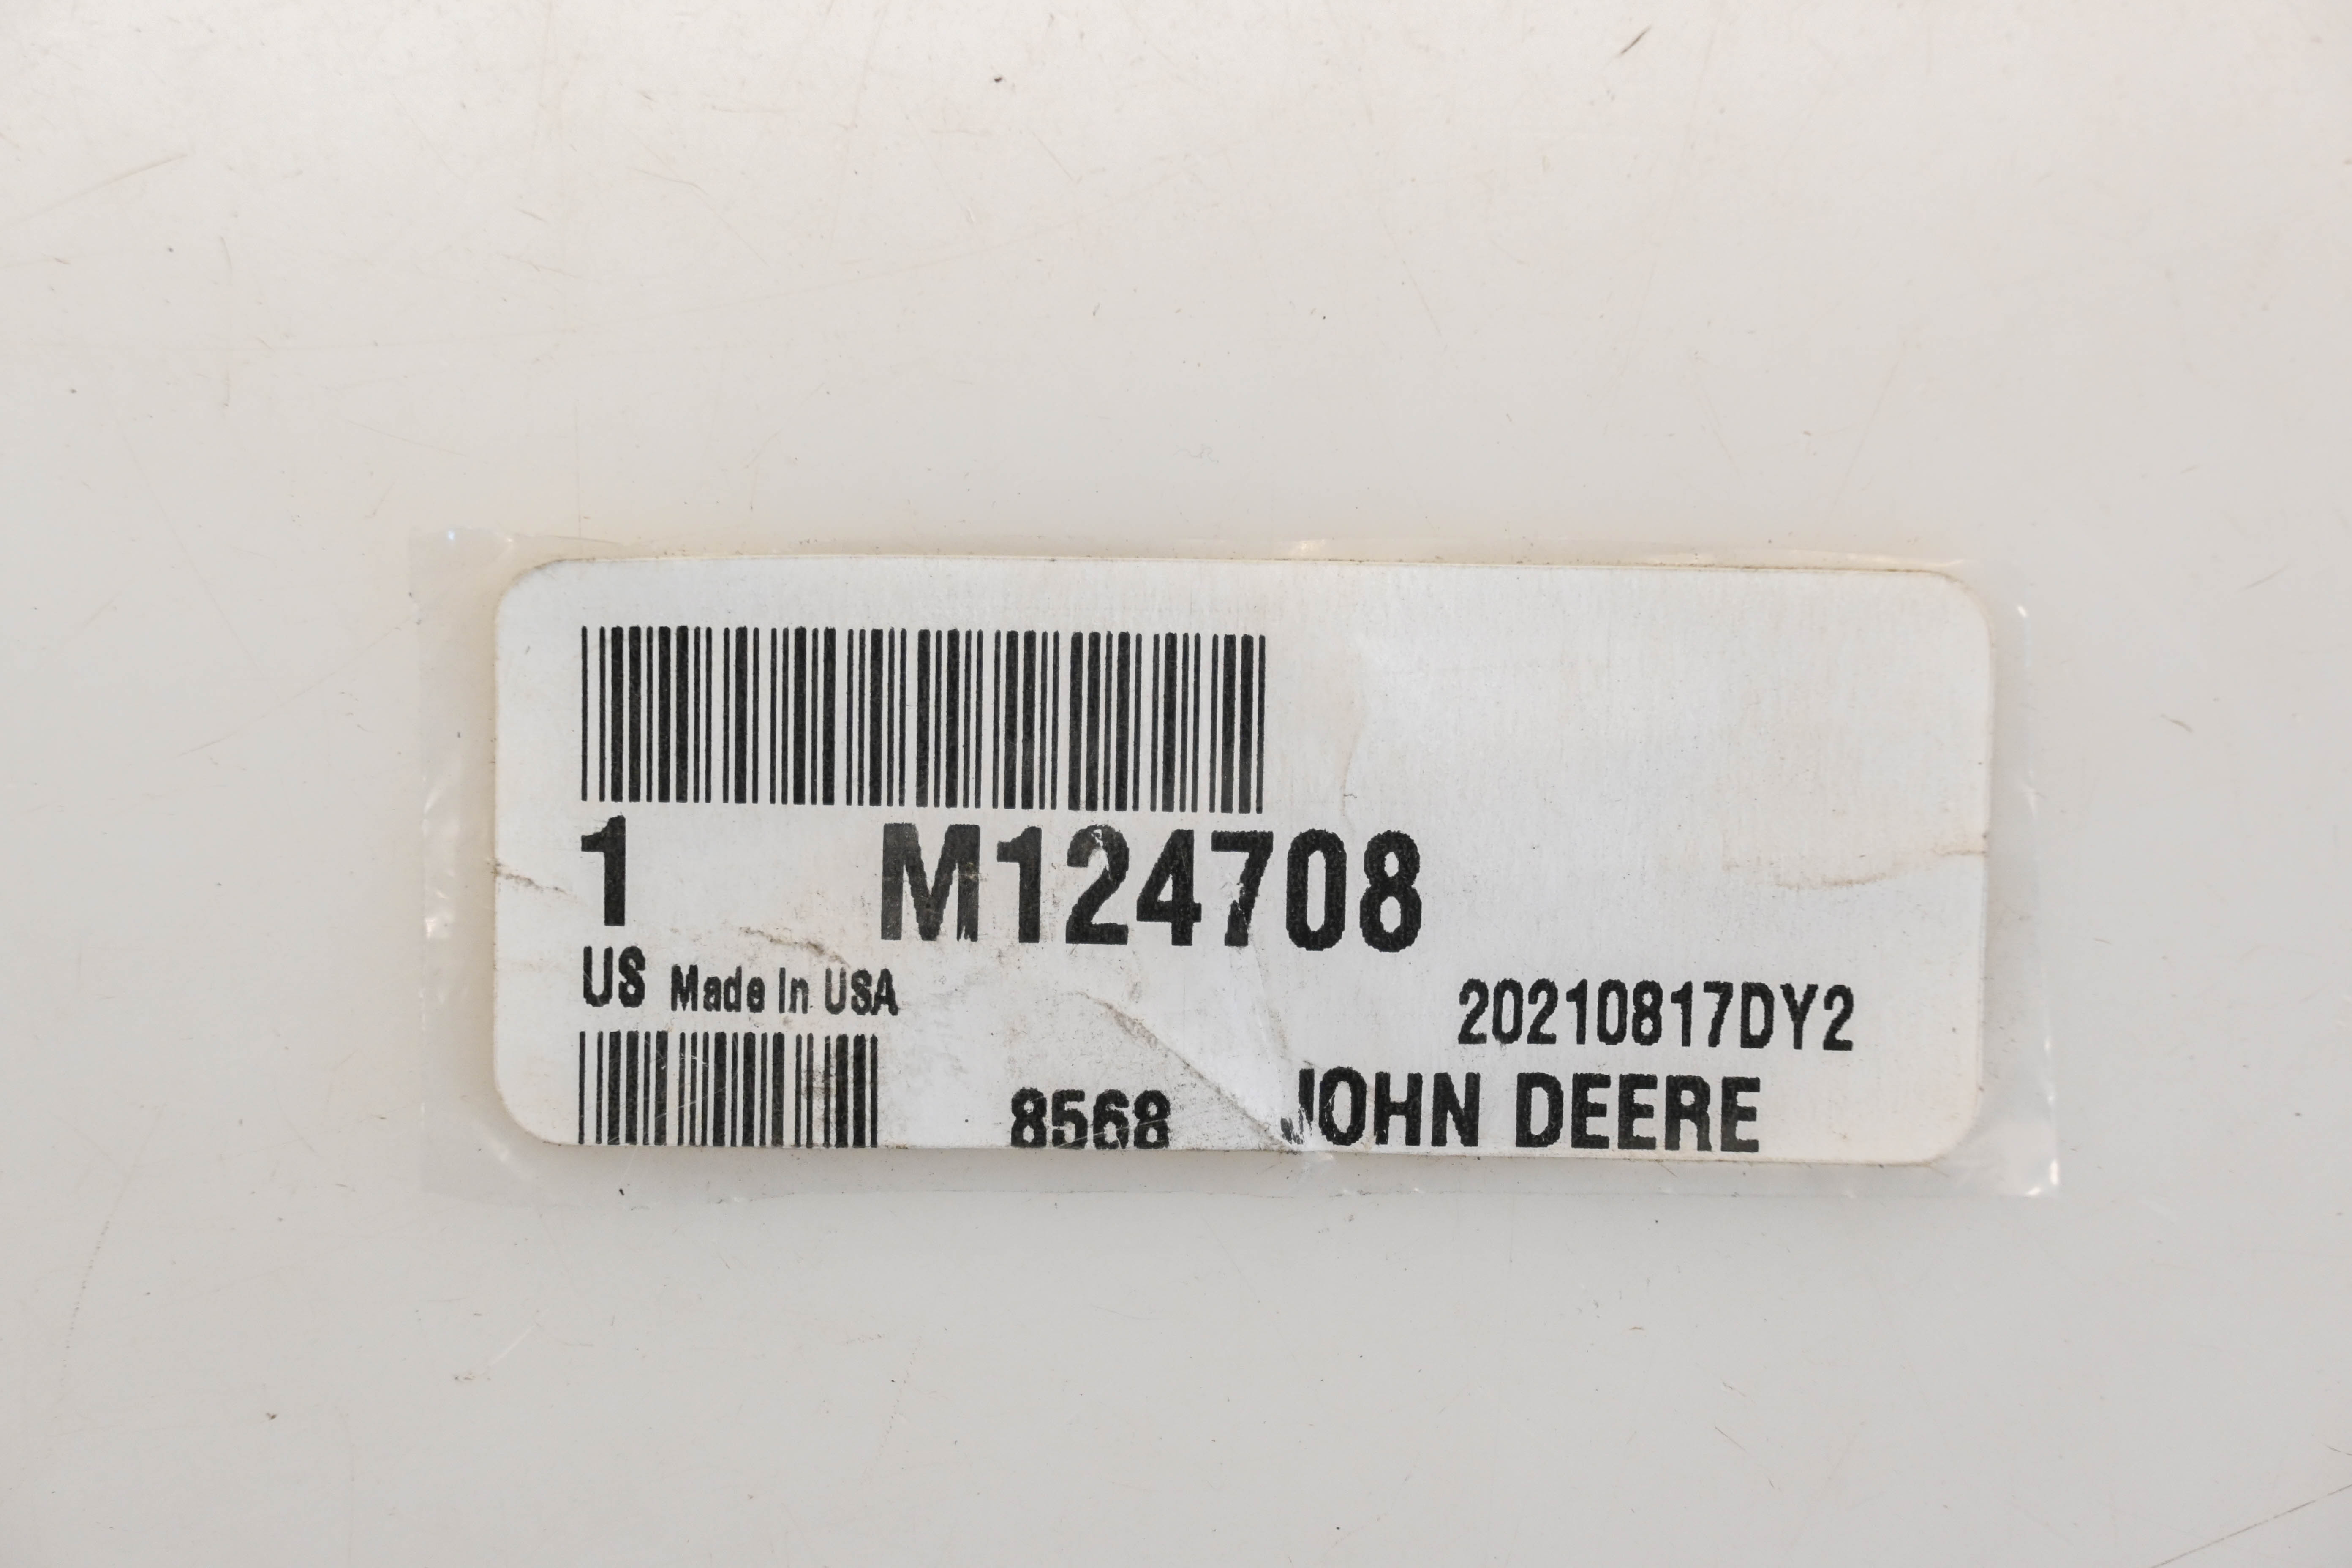 1 M124708
US Made In USA
20210817DY2
8568 JOHN DEERE